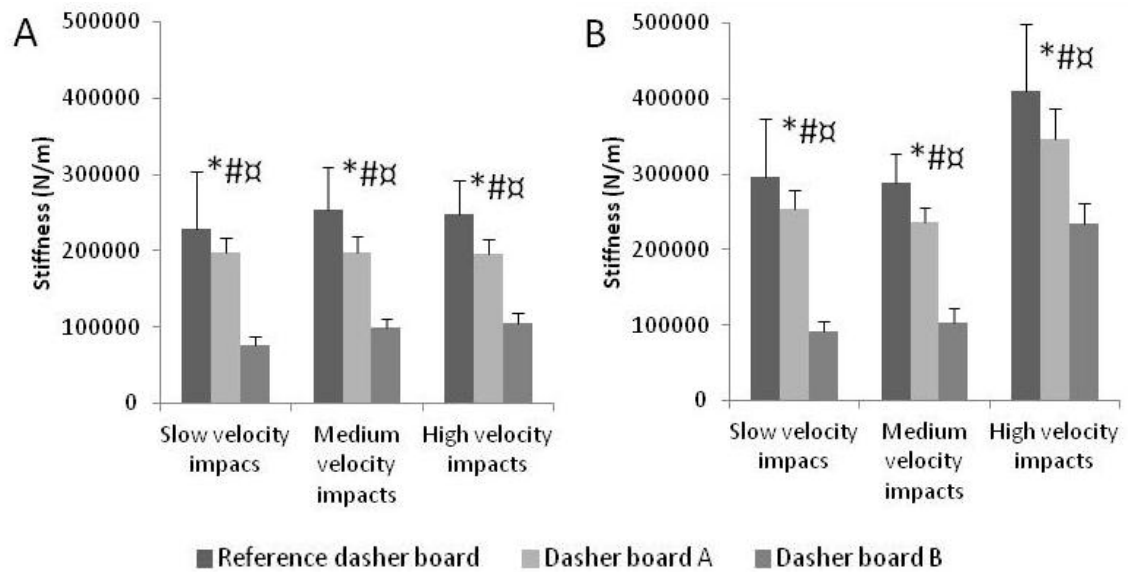 A
Stiffness (N/m)
500000
400000
300000
200000
100000
0
*#¤
*#¤
*#¤
Slow velocity
impacs
Medium
velocity
impacts
High velocity
impacts
B
Stiffness (N/m)
500000
400000
300000
200000
100000
0
*#¤
*#¤
*#¤
Slow velocity
impacs
Medium
velocity
impacts
High velocity
impacts
Reference dasher board
Dasher board A
Dasher board B